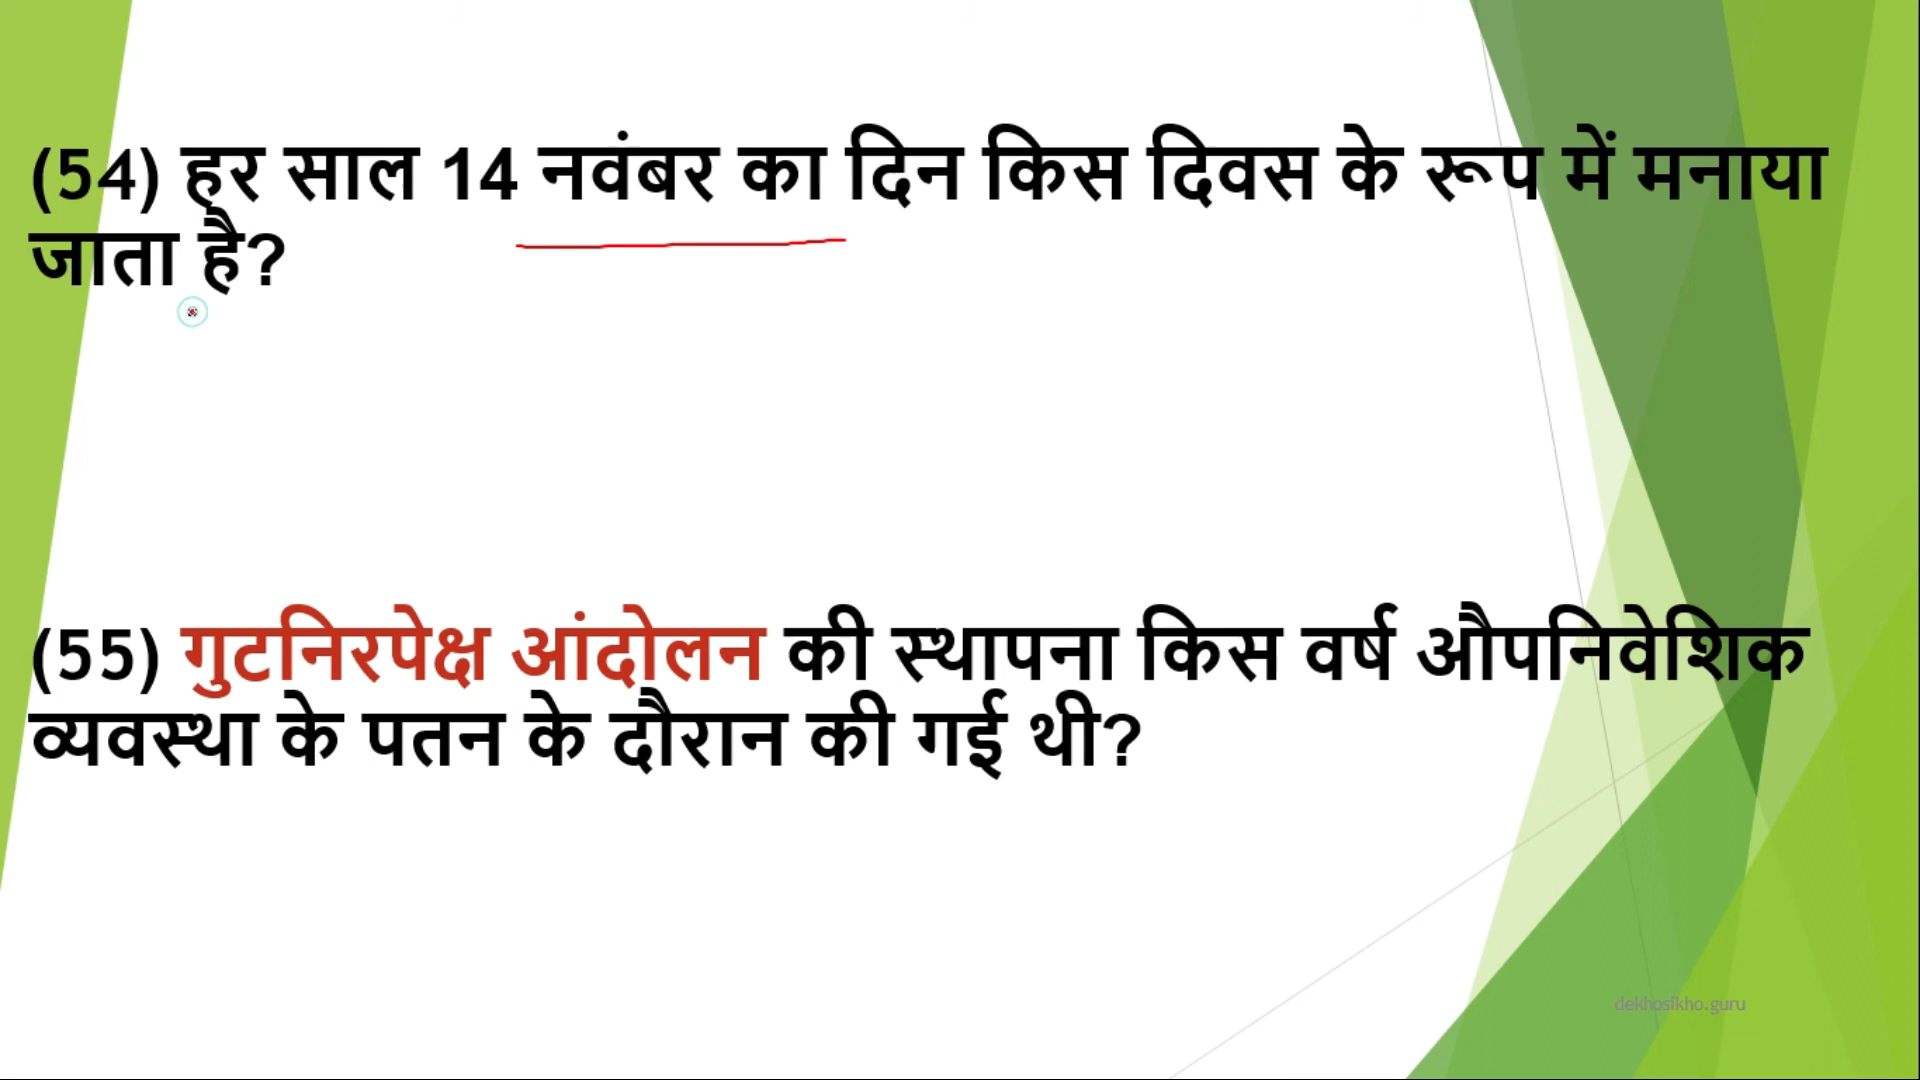 (54) हर साल 14 नवंबर का दिन किस दिवस के रूप में मनाया
जाता है?
(55) गुटनिरपेक्ष आंदोलन की स्थापना किस वर्ष औपनिवेशिक
व्यवस्था के पतन के दौरान की गई थी?
dekhosikho.guru